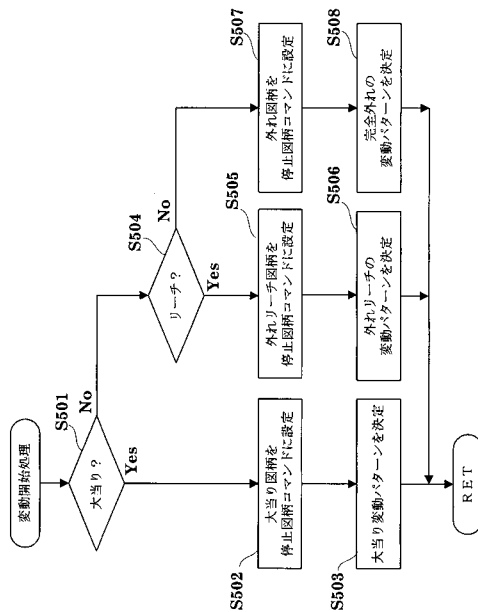 変動開始処理
S501
大当り？
No
Yes
S504
リーチ？
No
Yes
S502
大当り図柄を
停止図柄コマンドに設定
S505
外れリーチ図柄を
停止図柄コマンドに設定
S507
外れ図柄を
停止図柄コマンドに設定
S503
大当り変動パターンを決定
S506
外れリーチの
変動パターンを決定
S508
完全外れの
変動パターンを決定
RET